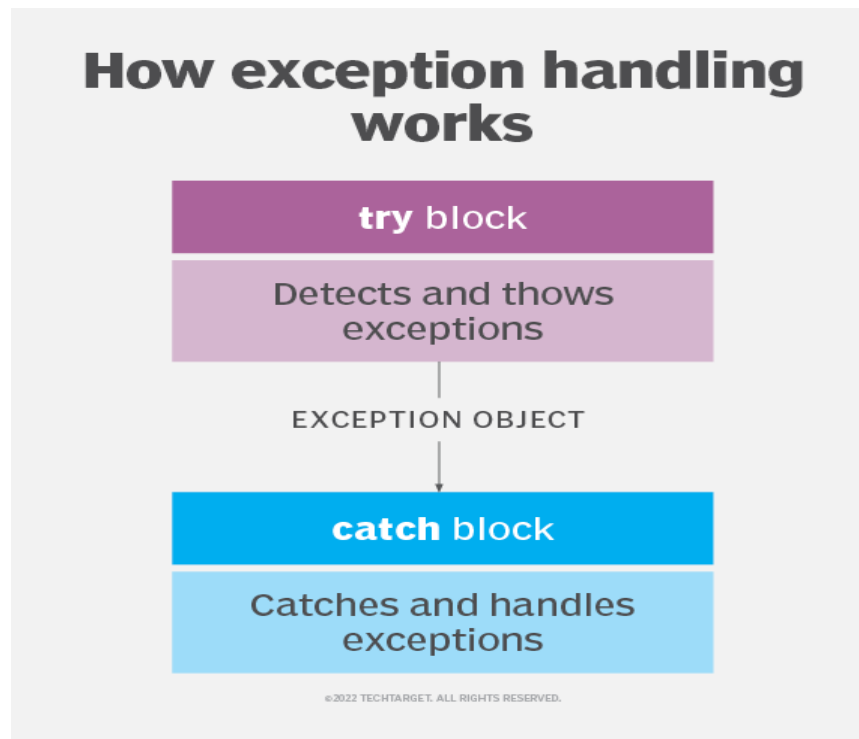 How exception handling
works
try block
Detects and thows
exceptions
EXCEPTION OBJECT
catch block
Catches and handles
exceptions
©2022 TECHTARGET. ALL RIGHTS RESERVED.